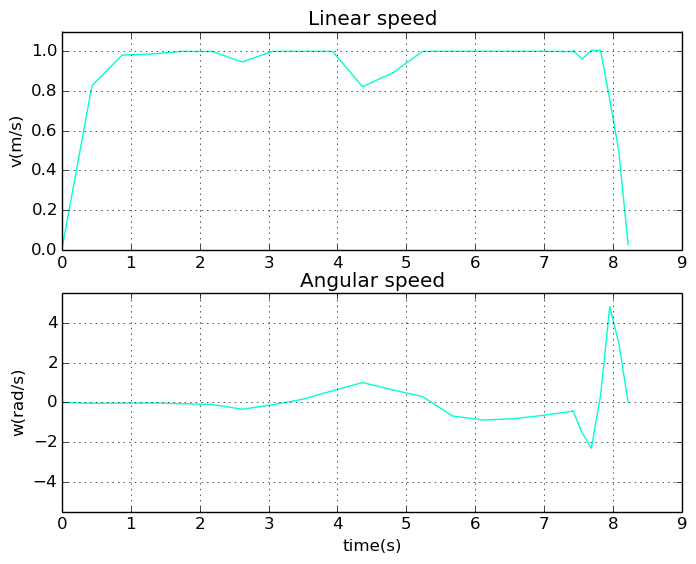 Linear speed
v(m/s)
1.0
0.8
0.6
0.4
0.2
0.0
0 1 2 3 4 5 6 7 8 9
Angular speed
w(rad/s)
4
2
0
−2
−4
0 1 2 3 4 5 6 7 8 9
time(s)